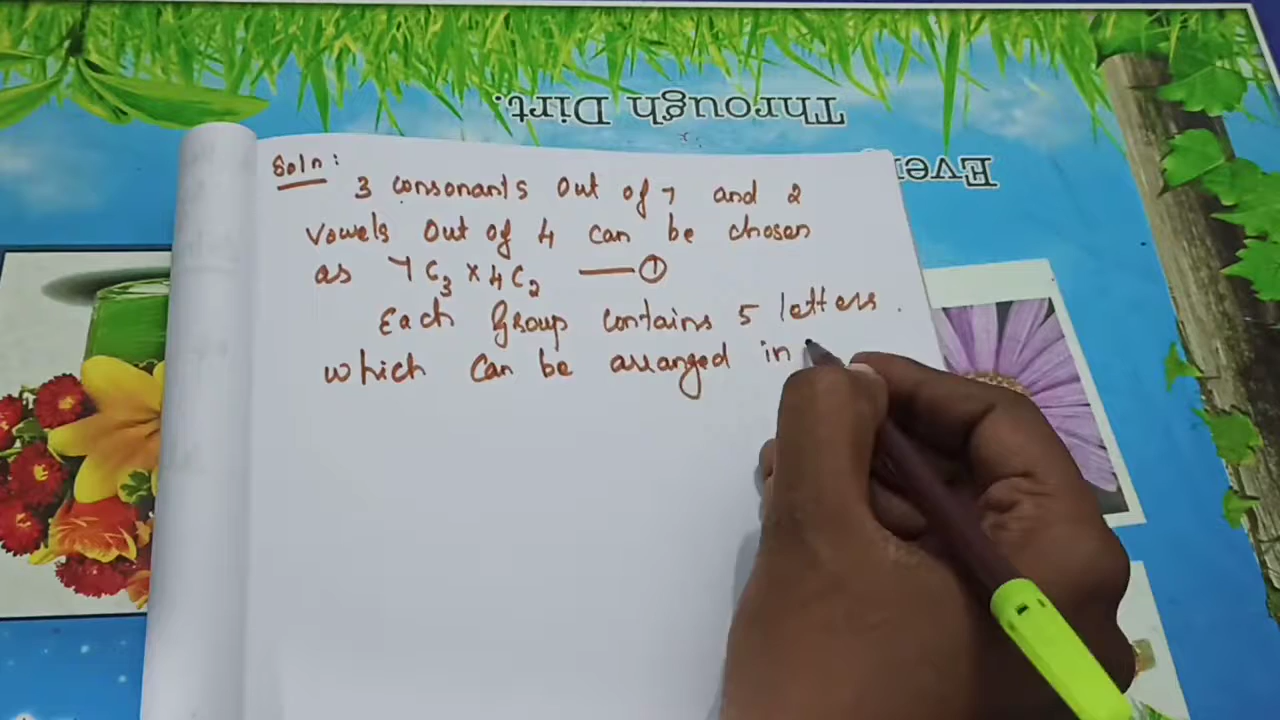 Through Dirt.
Eve
Soln:
3 consonants out of 7 and 2
vowels out of 4 can be chosen
as 7C3 x 4C2 — 1
Each group contains 5 letters.
which can be arranged in